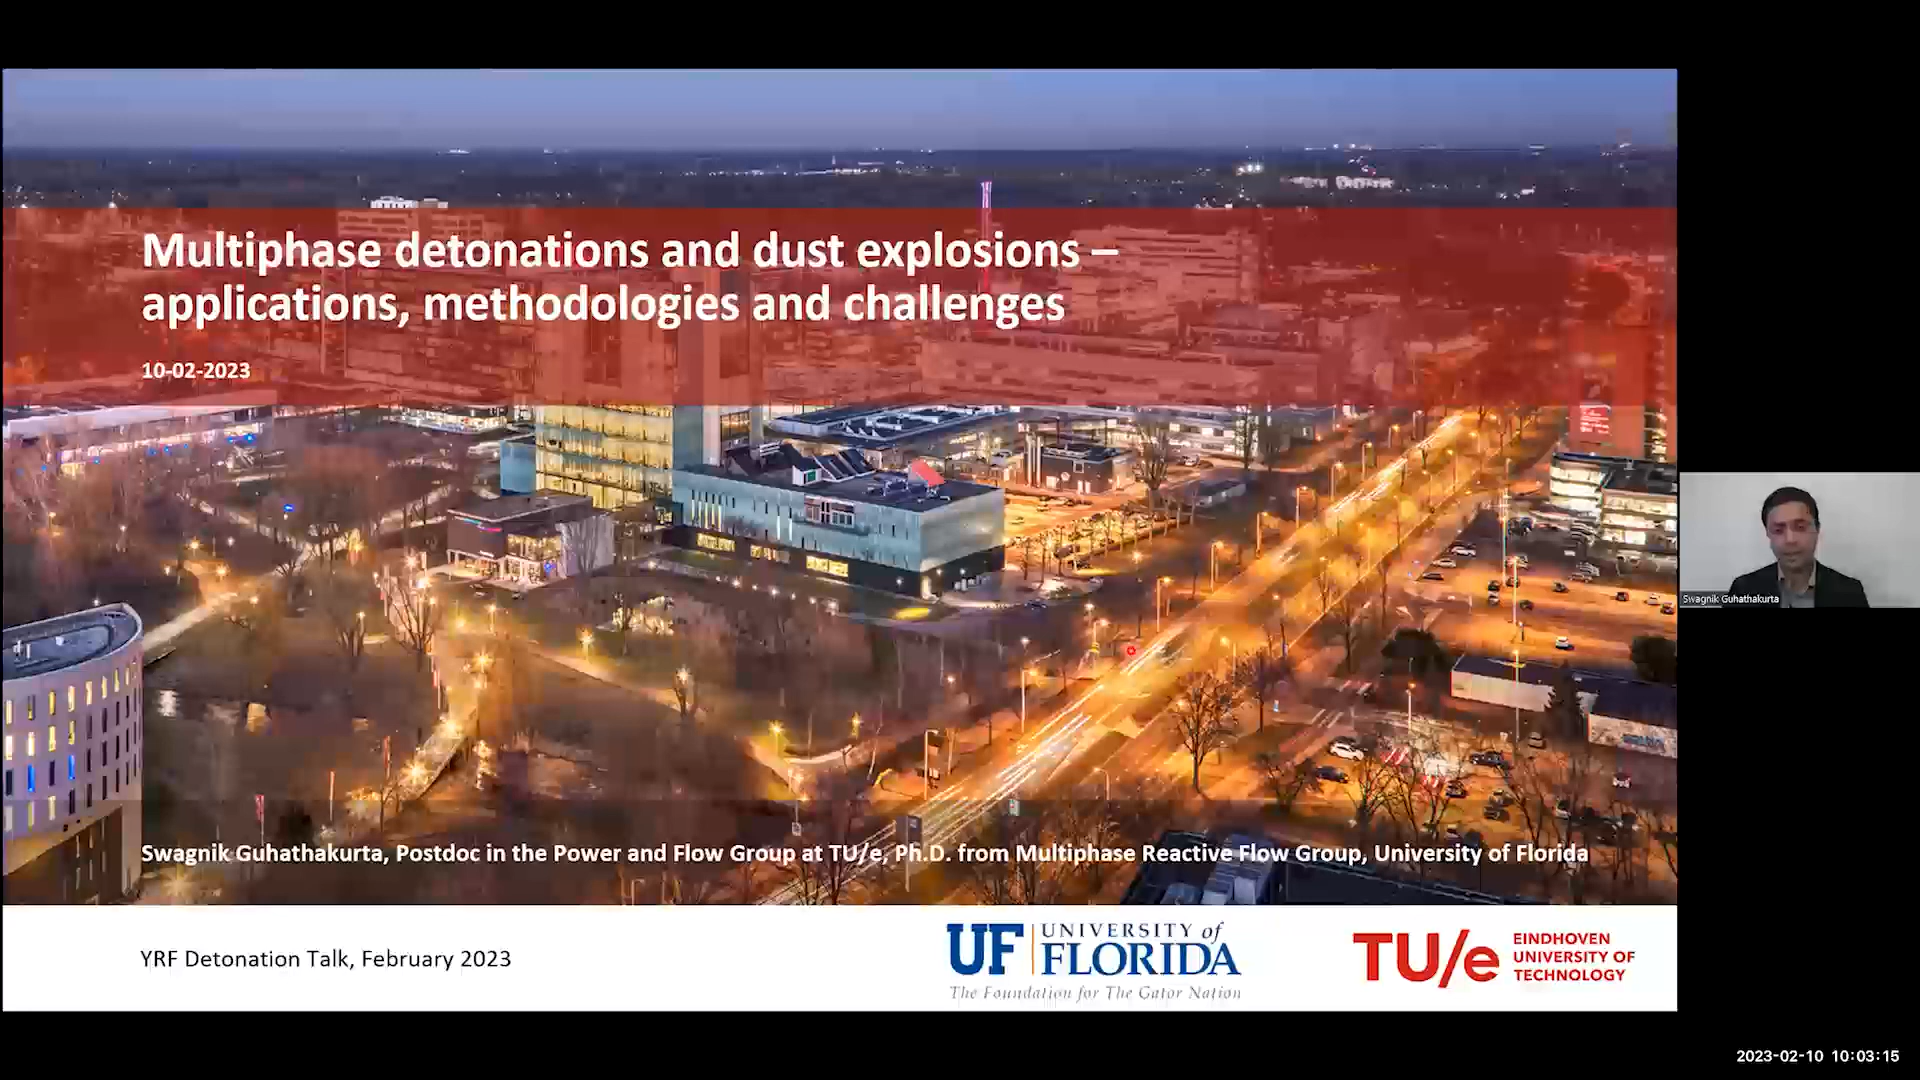 Multiphase detonations and dust explosions –
applications, methodologies and challenges
10-02-2023
Swagnik Guhathakurta
Swagnik Guhathakurta, Postdoc in the Power and Flow Group at TU/e, Ph.D. from Multiphase Reactive Flow Group, University of Florida
YRF Detonation Talk, February 2023
UF UNIVERSITY of
FLORIDA
The Foundation for The Gator Nation
TU/e EINDHOVEN
UNIVERSITY OF
TECHNOLOGY
2023-02-10 10:03:15